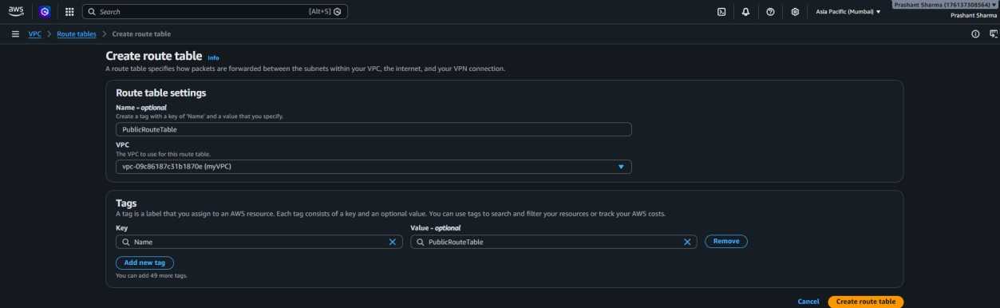 aws
Search
[Alt+S]
Asia Pacific (Mumbai)
Prashant Sharma (176137308564)
Prashant Sharma
VPC > Route tables > Create route table
Create route table Info
A route table specifies how packets are forwarded between the subnets within your VPC, the internet, and your VPN connection.
Route table settings
Name - optional
Create a tag with a key of 'Name' and a value that you specify.
PublicRouteTable
VPC
The VPC to use for this route table.
vpc-09c86187c31b1870e (myVPC)
Tags
A tag is a label that you assign to an AWS resource. Each tag consists of a key and an optional value. You can use tags to search and filter your resources or track your AWS costs.
Key Value - optional
Name PublicRouteTable Remove
Add new tag
You can add 49 more tags.
Cancel Create route table